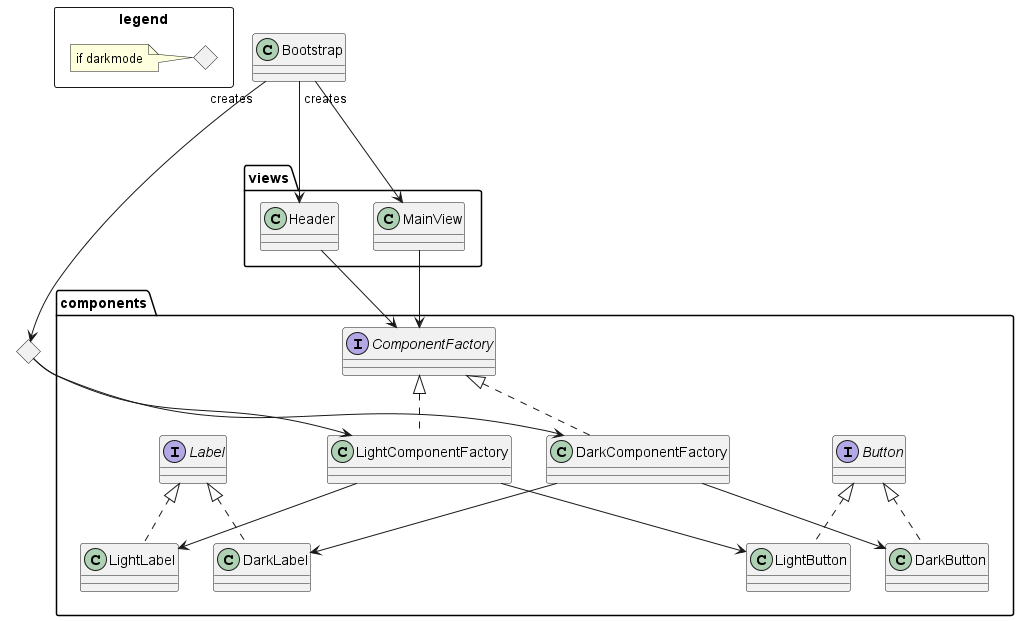 legend
if darkmode
C Bootstrap
creates
creates
views
C Header
C MainView
components
I ComponentFactory
I Label
C LightComponentFactory
C DarkComponentFactory
I Button
C LightLabel
C DarkLabel
C LightButton
C DarkButton